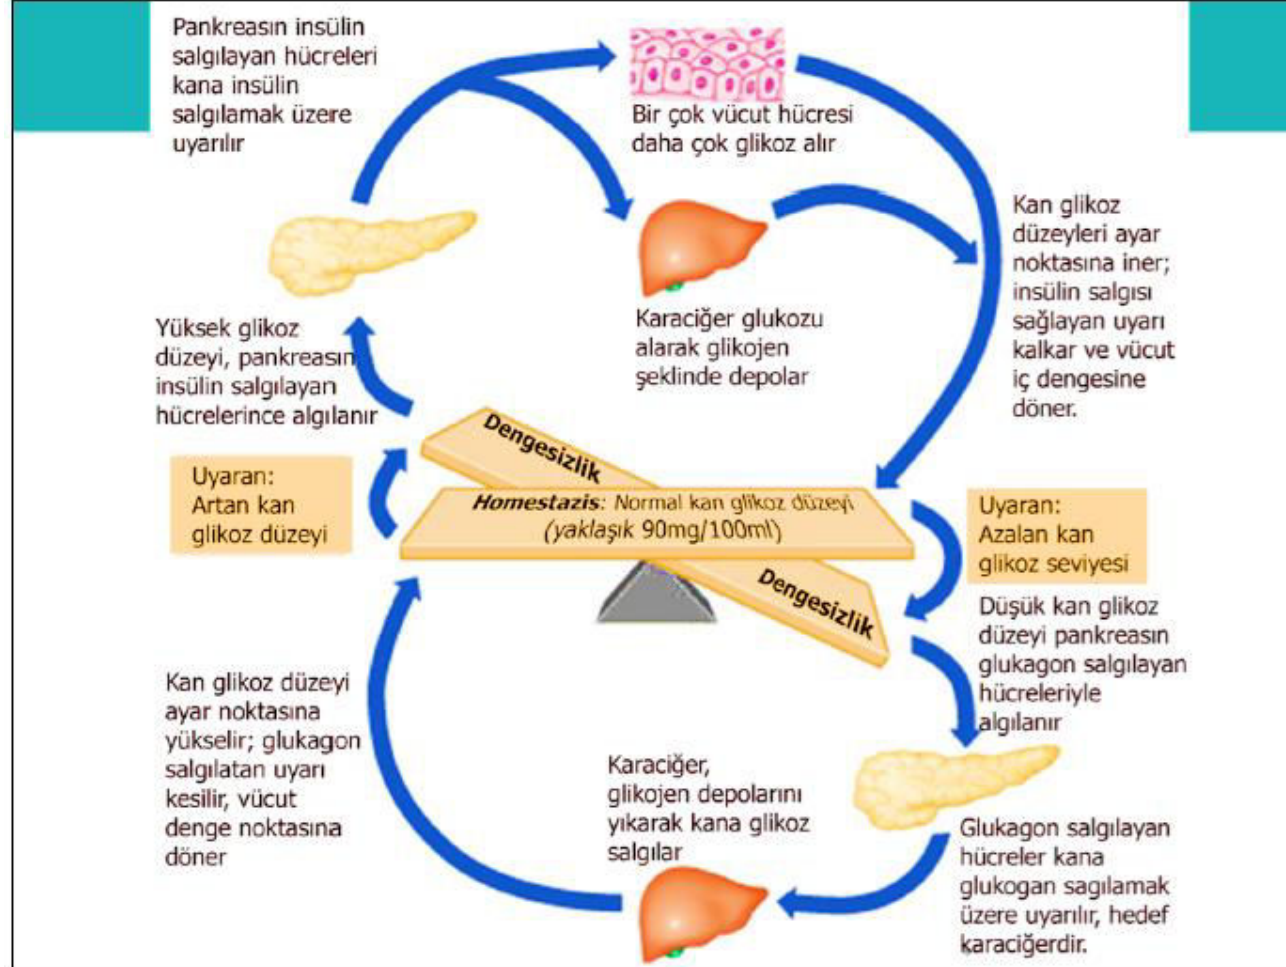 Pankreasın insülin
salgılayan hücreleri
kana insülin
salgılamak üzere
uyarılır
Bir çok vücut hücresi
daha çok glikoz alır
Kan glikoz
düzeyleri ayar
noktasına iner;
insülin salgısı
sağlayan uyarı
kalkar ve vücut
iç dengesine
döner.
Karaciğer glukozu
alarak glikojen
şeklinde depolar
Yüksek glikoz
düzeyi, pankreasın
insülin salgılayan
hücrelerince algılanır
Dengesizlik
Uyaran:
Artan kan
glikoz düzeyi
Homestazis: Normal kan glikoz düzeyi
(yaklaşık 90mg/100ml)
Uyaran:
Azalan kan
glikoz seviyesi
Dengesizlik
Düşük kan glikoz
düzeyi pankreasın
glukagon salgılayan
hücreleriyle
algılanır
Kan glikoz düzeyi
ayar noktasına
yükselir; glukagon
salgılatan uyarı
kesilir, vücut
denge noktasına
döner
Karaciğer,
glikojen depolarını
yıkarak kana glikoz
salgılar
Glukagon salgılayan
hücreler kana
glukogan sagılamak
üzere uyarılır, hedef
karaciğerdir.